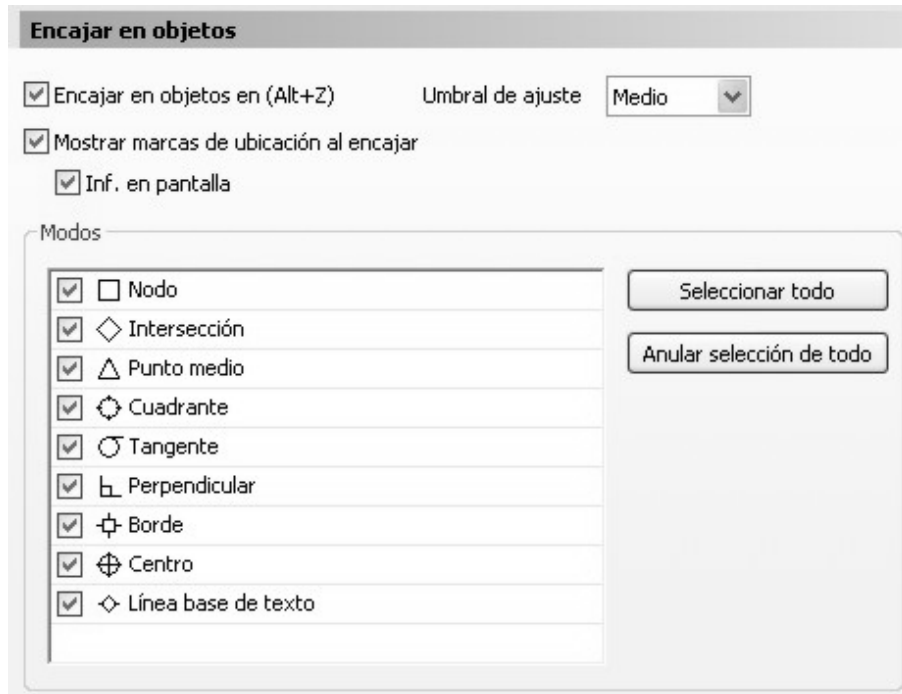 Encajar en objetos
Encajar en objetos en (Alt+Z) Umbral de ajuste Medio
Mostrar marcas de ubicación al encajar
Inf. en pantalla
Modos
Nodo
Seleccionar todo
Intersección
Anular selección de todo
Punto medio
Cuadrante
Tangente
Perpendicular
Borde
Centro
Línea base de texto